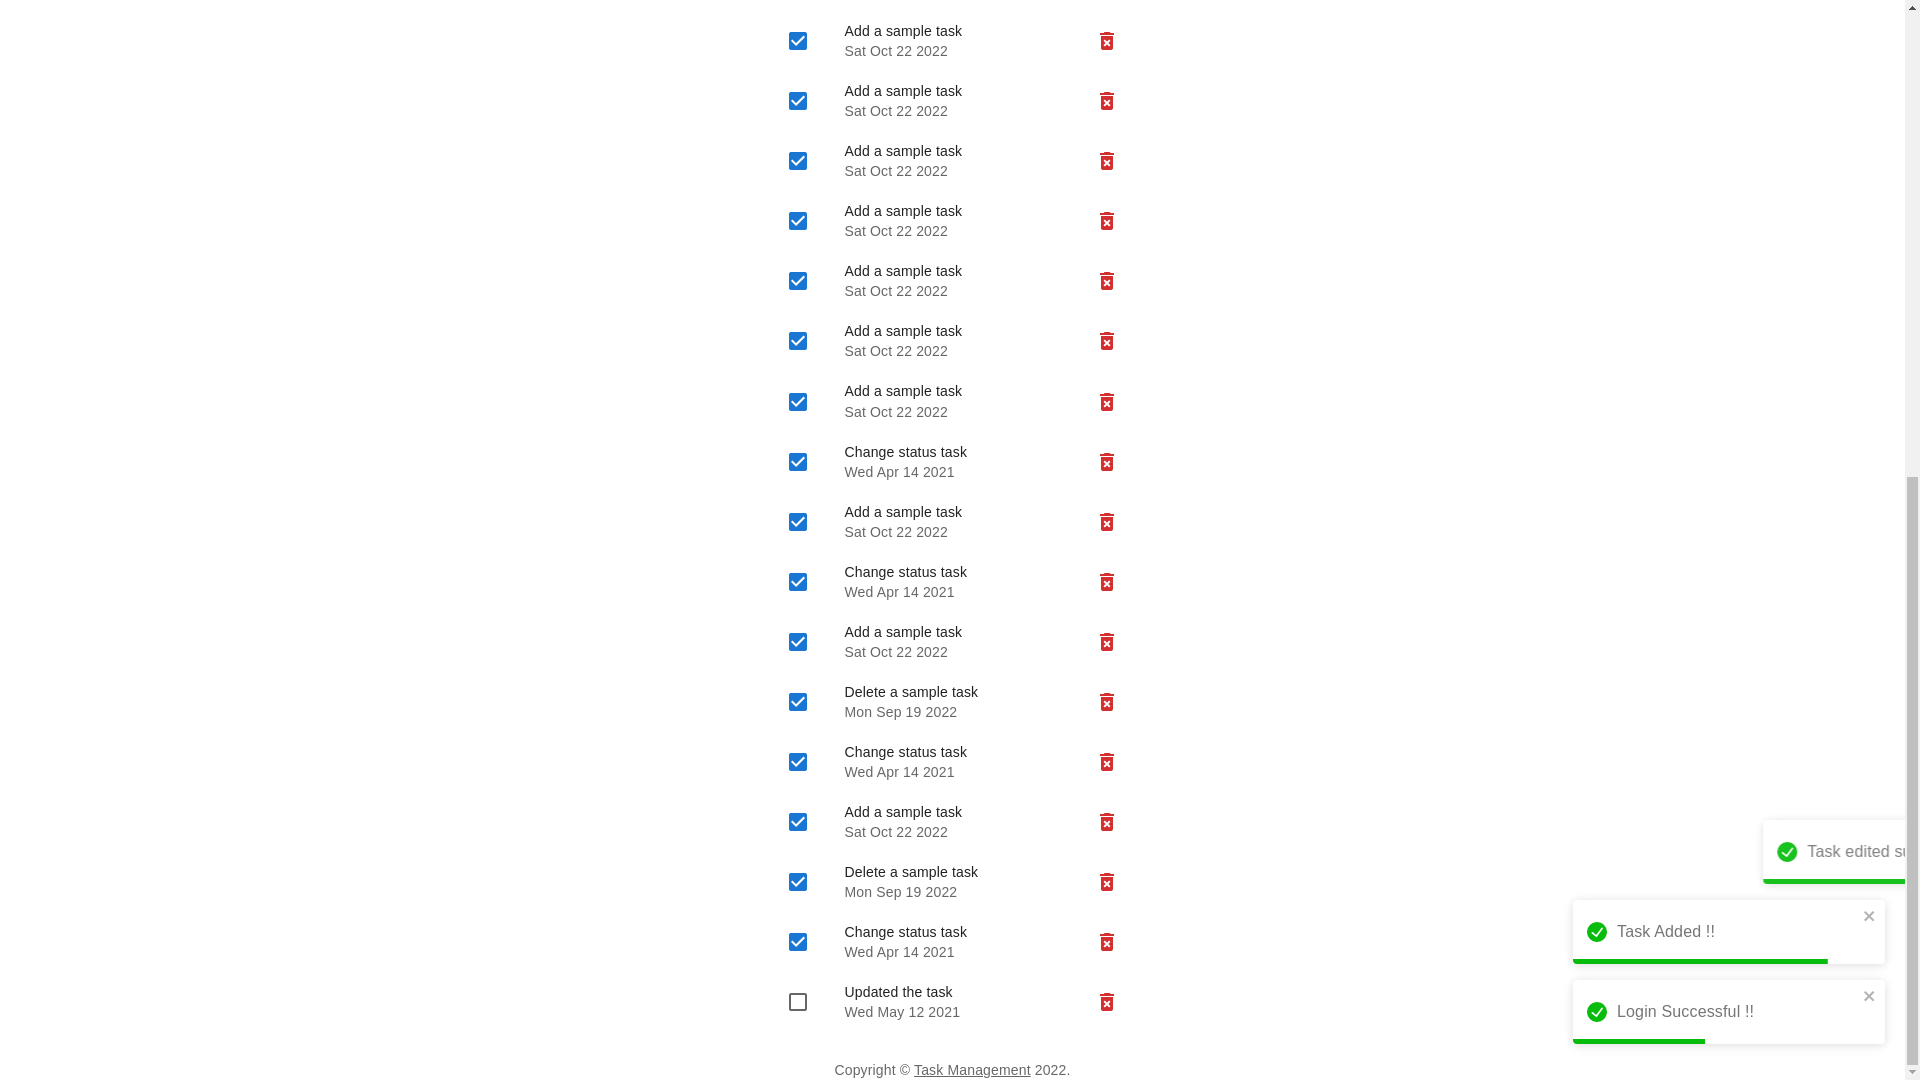 Add a sample task
Sat Oct 22 2022
Add a sample task
Sat Oct 22 2022
Add a sample task
Sat Oct 22 2022
Add a sample task
Sat Oct 22 2022
Add a sample task
Sat Oct 22 2022
Add a sample task
Sat Oct 22 2022
Add a sample task
Sat Oct 22 2022
Change status task
Wed Apr 14 2021
Add a sample task
Sat Oct 22 2022
Change status task
Wed Apr 14 2021
Add a sample task
Sat Oct 22 2022
Delete a sample task
Mon Sep 19 2022
Change status task
Wed Apr 14 2021
Add a sample task
Sat Oct 22 2022
Delete a sample task
Mon Sep 19 2022
Change status task
Wed Apr 14 2021
Updated the task
Wed May 12 2021
Copyright © Task Management 2022.
Task edited
Task Added !!
Login Successful !!